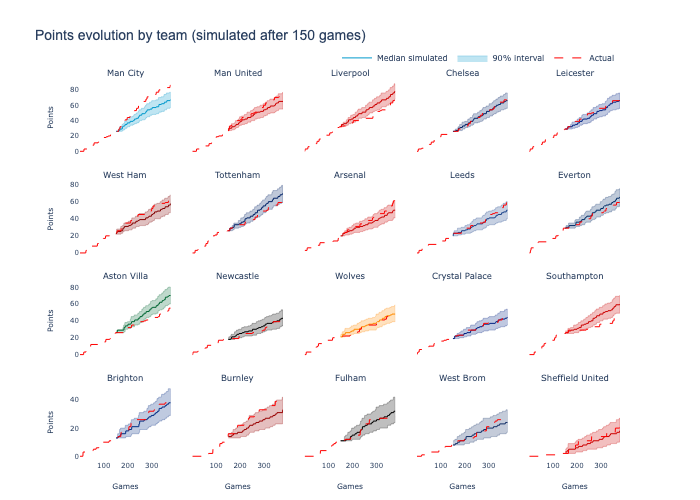 Points evolution by team (simulated after 150 games)
Median simulated 90% interval Actual
Man City Man United Liverpool Chelsea Leicester
Points
80
60
40
20
0
West Ham Tottenham Arsenal Leeds Everton
Points
80
60
40
20
0
Aston Villa Newcastle Wolves Crystal Palace Southampton
Points
80
60
40
20
0
Brighton Burnley Fulham West Brom Sheffield United
Points
40
20
0
100 200 300 100 200 300 100 200 300 100 200 300 100 200 300
Games Games Games Games Games